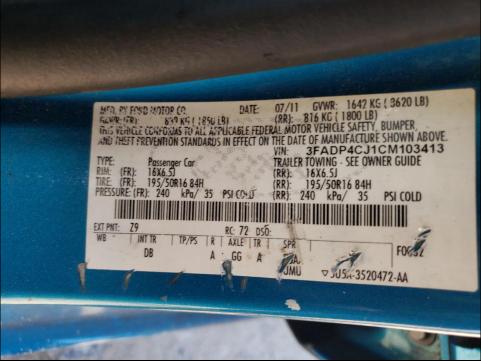 MFD. BY FORD MOTOR CO. DATE: 07/11 GVWR: 1642 KG ( 3620 LB)
GAWR: (FR): 839 KG ( 1850 LB) (RR): 816 KG ( 1800 LB)
THIS VEHICLE CONFORMS TO ALL APPLICABLE FEDERAL MOTOR VEHICLE SAFETY, BUMPER,
AND THEFT PREVENTION STANDARDS IN EFFECT ON THE DATE OF MANUFACTURE SHOWN ABOVE.
VIN: 3FADP4CJ1CM103413
TYPE: Passenger Car TRAILER TOWING - SEE OWNER GUIDE
RIM: (FR) 16X6.5J (RR) 16X6.5J
TIRE: (FR) 195/50R16 84H (RR) 195/50R16 84H
PRESSURE: (FR) 240 kPa/ 35 PSI COLD (RR) 240 kPa/ 35 PSI COLD
EXT PNT: Z9 RC: 72 DSO:
WB INT TR TP/PS R AXLE TR SPR
DB A GG A
3520472-AA